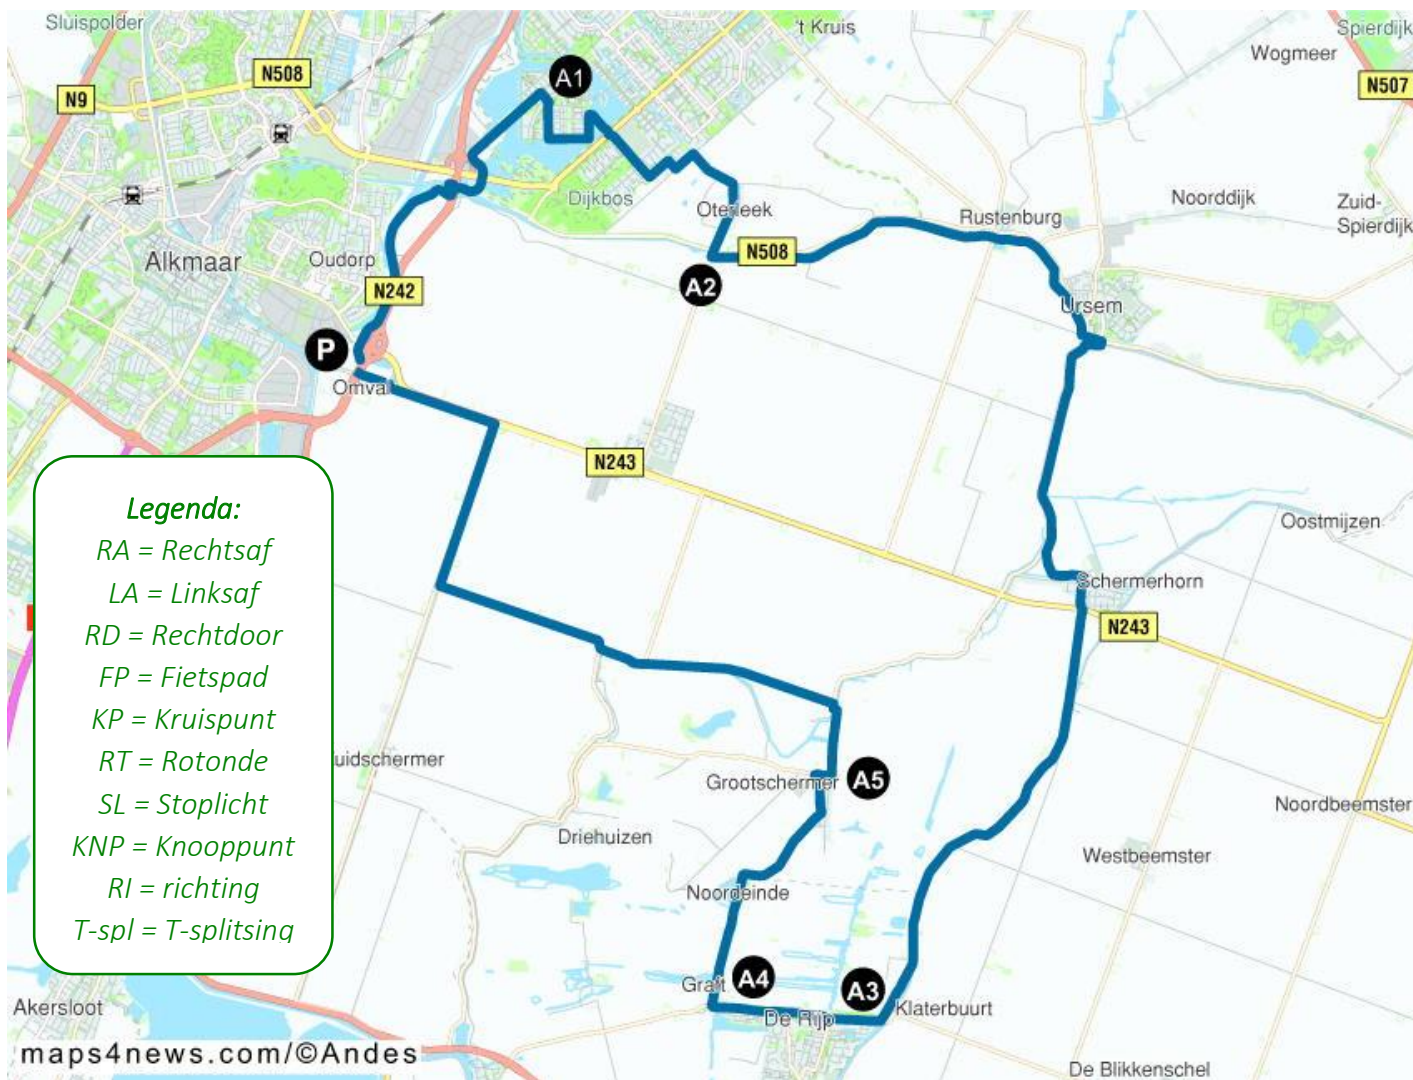 Sluispolder
't Kruis
Spierdijk
Wogmeer
N508
N9
A1
N507
Dijkbos
Noorddijk
Zuid-
Spierdijk
Oterleek
Rustenburg
Alkmaar
Oudorp
N508
N242
A2
Ursem
P
Omval
N243
Legenda:
RA = Rechtsaf
LA = Linksaf
RD = Rechtdoor
FP = Fietspad
KP = Kruispunt
RT = Rotonde
SL = Stoplicht
KNP = Knooppunt
RI = richting
T-spl = T-splitsing
Oostmijzen
Schermerhorn
N243
uidschermer
Grootschermer
A5
Noordbeemster
Driehuizen
Westbeemster
Noordeinde
Graft
A4
A3
Klaterbuurt
De Rijp
Akersloot
maps4news.com/©Andes
De Blikkenschel